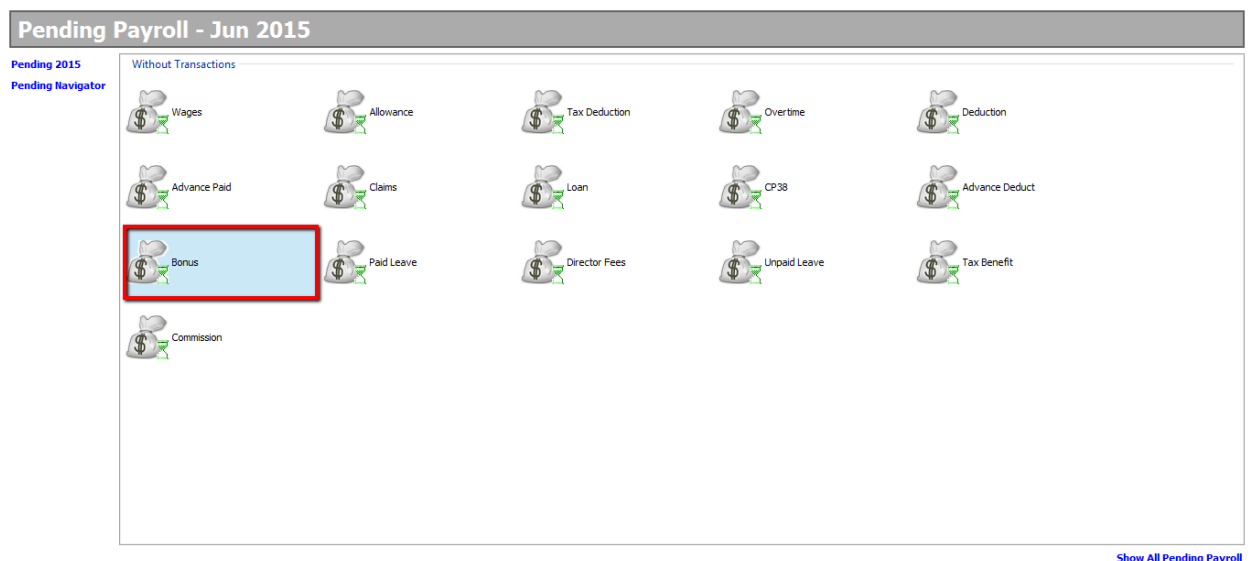 Pending Payroll - Jun 2015
Pending 2015
Pending Navigator
Without Transactions
Wages
Allowance
Tax Deduction
Overtime
Deduction
Advance Paid
Claims
Loan
CP38
Advance Deduct
Bonus
Paid Leave
Director Fees
Unpaid Leave
Tax Benefit
Commission
Show All Pending Payroll